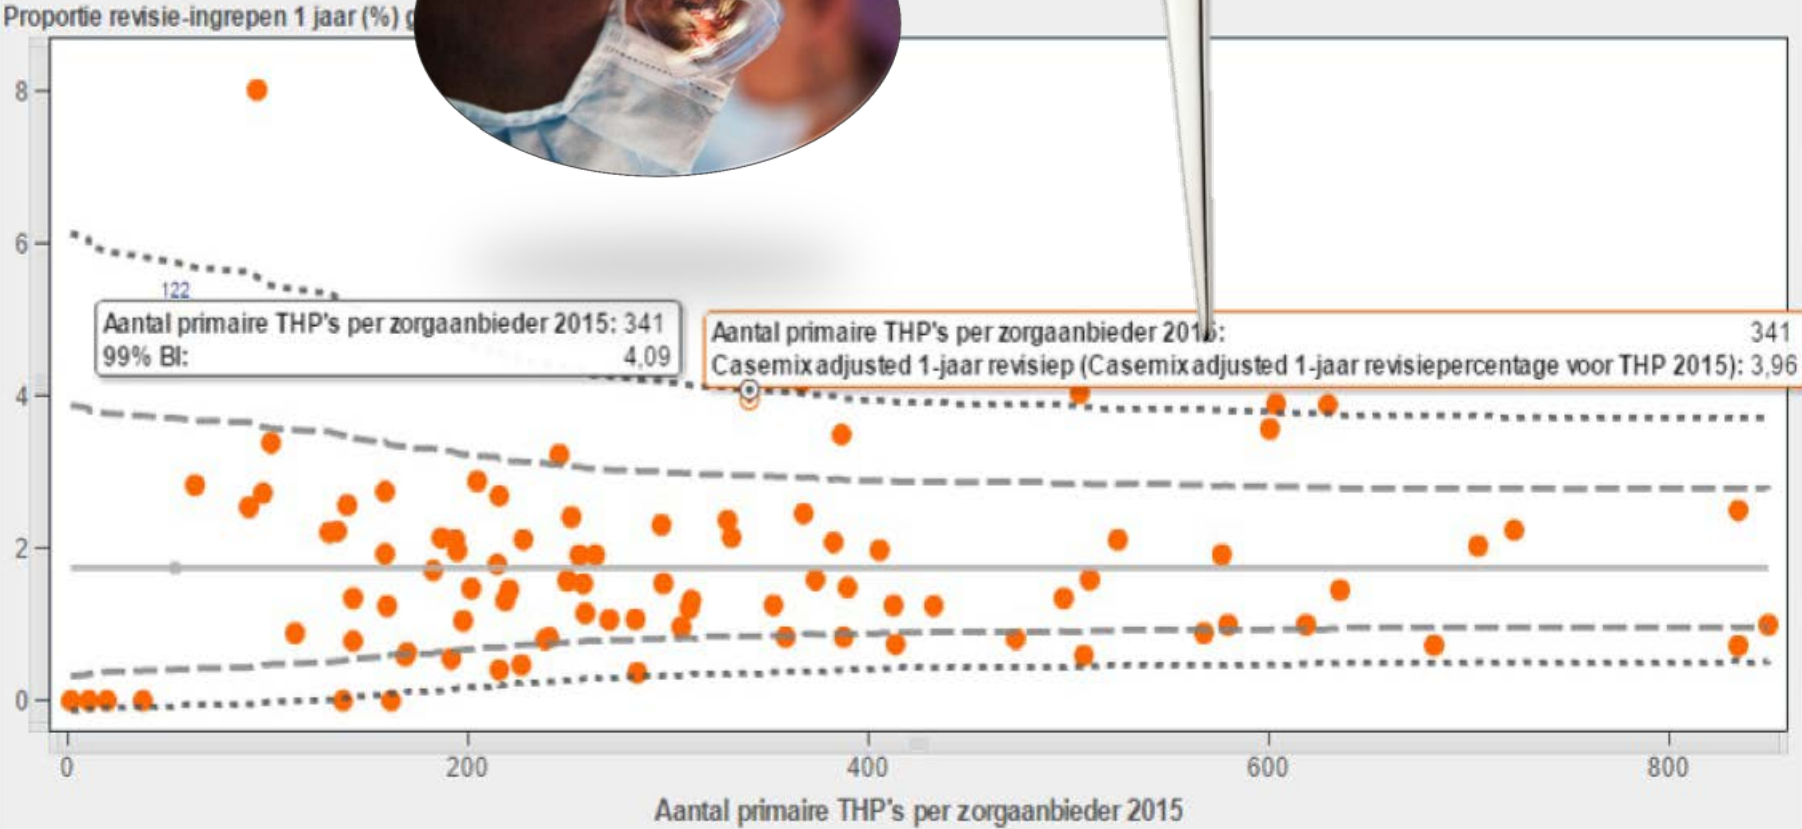 Proportie revisie-ingrepen 1 jaar (%)
8
6
122
Aantal primaire THP's per zorgaanbieder 2015: 341
99% BI: 4,09
Aantal primaire THP's per zorgaanbieder 2015: 341
Casemix adjusted 1-jaar revisiep (Casemix adjusted 1-jaar revisiepercentage voor THP 2015): 3,96
4
2
0
0 200 400 600 800
Aantal primaire THP's per zorgaanbieder 2015